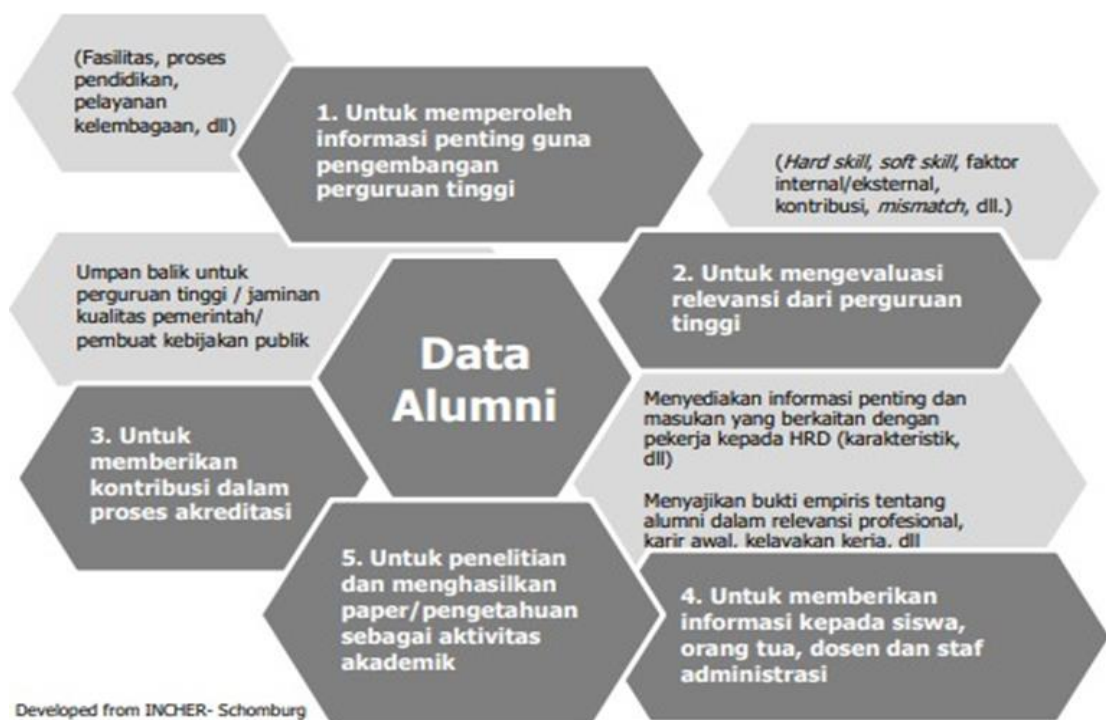 (Fasilitas, proses
pendidikan,
pelayanan
kelembagaan, dll)
1. Untuk memperoleh
informasi penting guna
pengembangan
perguruan tinggi
(Hard skill, soft skill, faktor
internal/eksternal,
kontribusi, mismatch, dll.)
2. Untuk mengevaluasi
relevansi dari perguruan
tinggi
Umpan balik untuk
perguruan tinggi / jaminan
kualitas pemerintah/
pembuat kebijakan publik
Data
Alumni
3. Untuk
memberikan
kontribusi dalam
proses akreditasi
Menyediakan informasi penting dan
masukan yang berkaitan dengan
pekerja kepada HRD (karakteristik,
dll)
Menyajikan bukti empiris tentang
alumni dalam relevansi profesional,
karir awal, kelayakan kerja, dll
5. Untuk penelitian
dan menghasilkan
paper/pengetahuan
sebagai aktivitas
akademik
4. Untuk memberikan
informasi kepada siswa,
orang tua, dosen dan staf
administrasi
Developed from INCHER- Schomburg